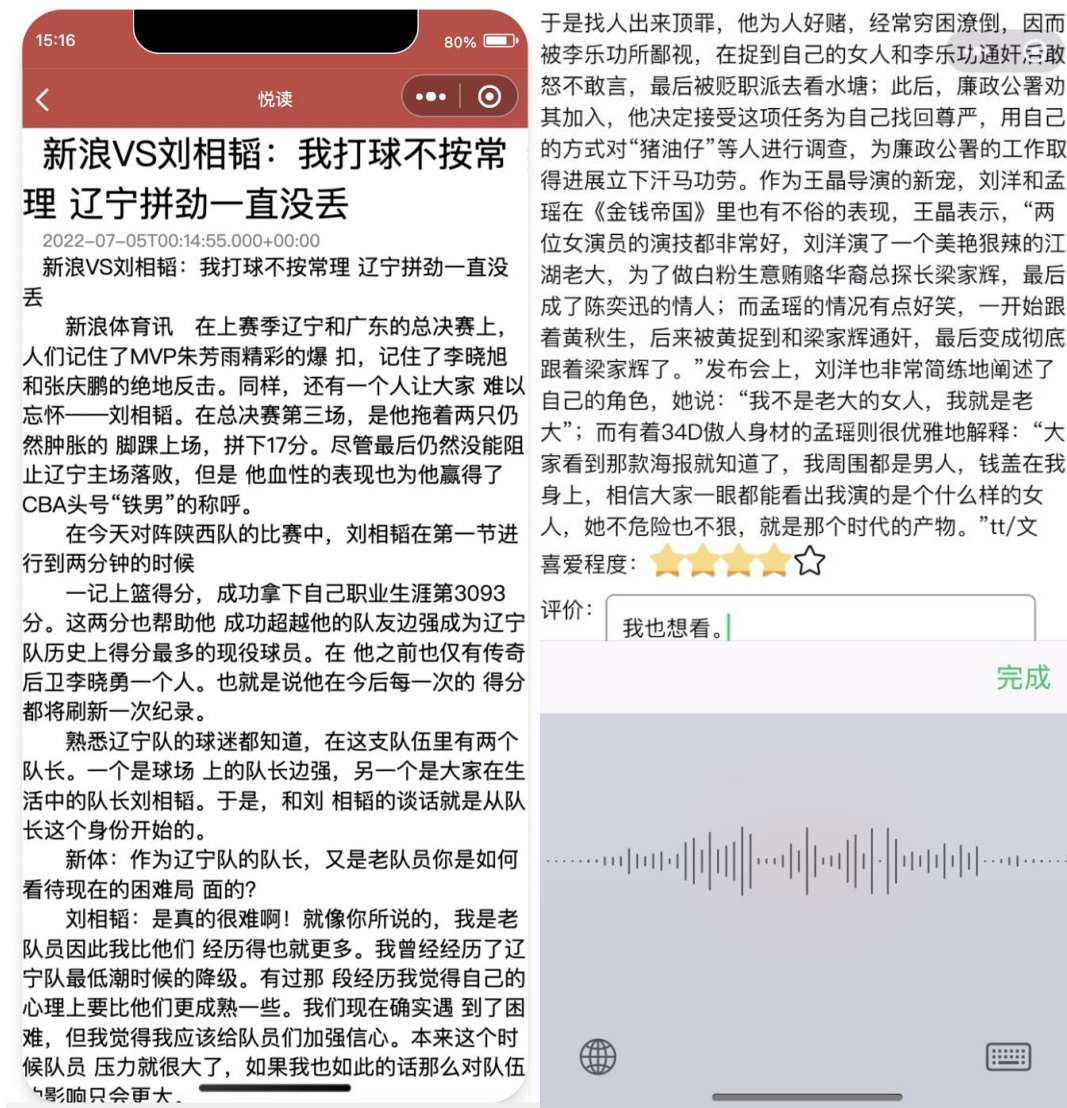 15:16
80%
悦读
新浪VS刘相韬：我打球不按常
理 辽宁拼劲一直没丢
2022-07-05T00:14:55.000+00:00
新浪VS刘相韬：我打球不按常理 辽宁拼劲一直没
丢
新浪体育讯　在上赛季辽宁和广东的总决赛上，
人们记住了MVP朱芳雨精彩的爆 扣，记住了李晓旭
和张庆鹏的绝地反击。同样，还有一个人让大家 难以
忘怀——刘相韬。在总决赛第三场，是他拖着两只仍
然肿胀的 脚踝上场，拼下17分。尽管最后仍然没能阻
止辽宁主场落败，但是 他血性的表现也为他赢得了
CBA头号“铁男”的称呼。
在今天对阵陕西队的比赛中，刘相韬在第一节进
行到两分钟的时候
一记上篮得分，成功拿下自己职业生涯第3093
分。这两分也帮助他 成功超越他的队友边强成为辽宁
队历史上得分最多的现役球员。在 他之前也仅有传奇
后卫李晓勇一个人。也就是说他在今后每一次的 得分
都将刷新一次纪录。
熟悉辽宁队的球迷都知道，在这支队伍里有两个
队长。一个是球场 上的队长边强，另一个是大家在生
活中的队长刘相韬。于是，和刘 相韬的谈话就是从队
长这个身份开始的。
新体：作为辽宁队的队长，又是老队员你是如何
看待现在的困难局 面的?
刘相韬：是真的很难啊！就像你所说的，我是老
队员因此我比他们 经历得也就更多。我曾经经历了辽
宁队最低潮时候的降级。有过那 段经历我觉得自己的
心理上要比他们更成熟一些。我们现在确实遇 到了困
难，但我觉得我应该给队员们加强信心。本来这个时
候队员 压力就很大了，如果我也如此的话那么对队伍
的影响只会更大。
于是找人出来顶罪，他为人好赌，经常穷困潦倒，因而
被李乐功所鄙视，在捉到自己的女人和李乐功通奸后敢
怒不敢言，最后被贬职派去看水塘；此后，廉政公署劝
其加入，他决定接受这项任务为自己找回尊严，用自己
的方式对“猪油仔”等人进行调查，为廉政公署的工作取
得进展立下汗马功劳。作为王晶导演的新宠，刘洋和孟
瑶在《金钱帝国》里也有不俗的表现，王晶表示，“两
位女演员的演技都非常好，刘洋演了一个美艳狠辣的江
湖老大，为了做白粉生意贿赂华裔总探长梁家辉，最后
成了陈奕迅的情人；而孟瑶的情况有点好笑，一开始跟
着黄秋生，后来被黄捉到和梁家辉通奸，最后变成彻底
跟着梁家辉了。”发布会上，刘洋也非常简练地阐述了
自己的角色，她说：“我不是老大的女人，我就是老
大”；而有着34D傲人身材的孟瑶则很优雅地解释：“大
家看到那款海报就知道了，我周围都是男人，钱盖在我
身上，相信大家一眼都能看出我演的是个什么样的女
人，她不危险也不狠，就是那个时代的产物。”tt/文
喜爱程度：
评价：
我也想看。
完成